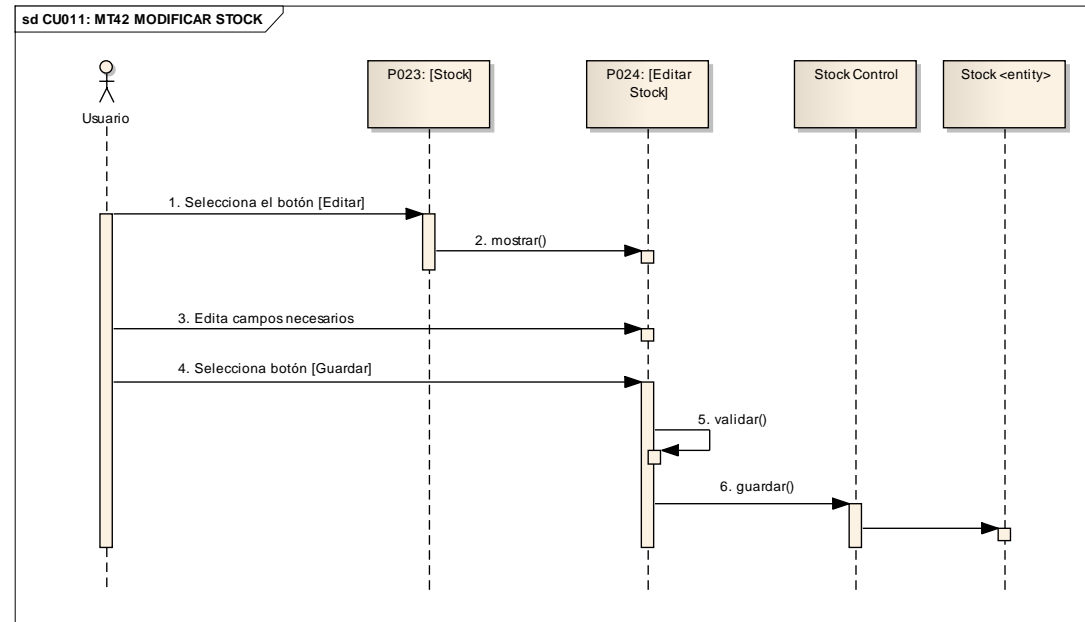 sd CU011: MT42 MODIFICAR STOCK
Usuario
P023: [Stock]
P024: [Editar
Stock]
Stock Control
Stock <entity>
1. Selecciona el botón [Editar]
2. mostrar()
3. Edita campos necesarios
4. Selecciona botón [Guardar]
5. validar()
6. guardar()